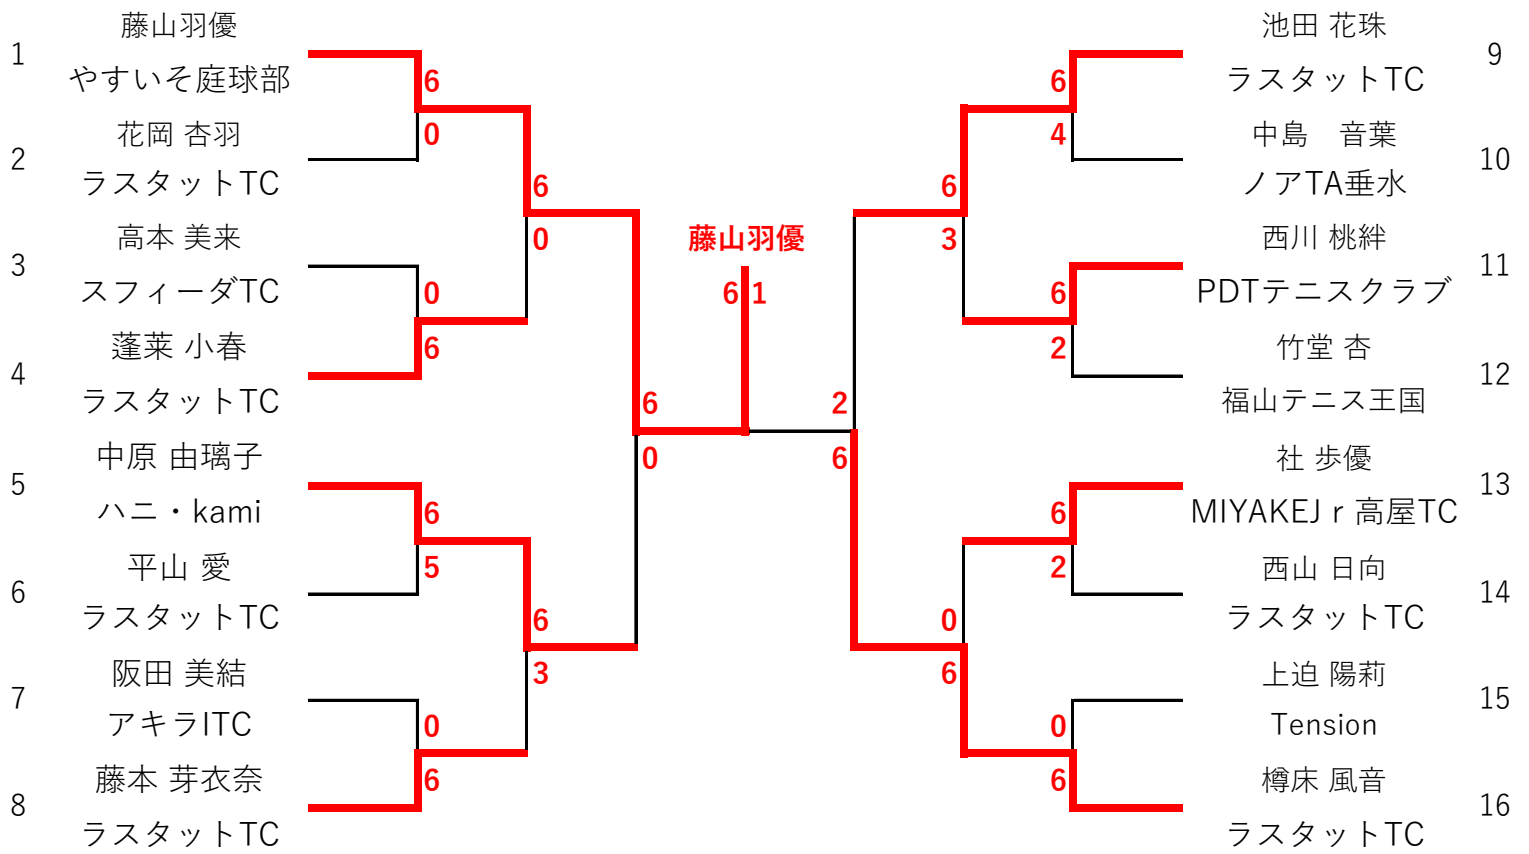 藤山羽優
1
やすいそ庭球部
6
花岡 杏羽
0
2
ラスタットTC
6
高本 美来
0
3
スフィーダTC
0
蓬莱 小春
6
4
ラスタットTC
6
中原 由璃子
0
5
ハニ・kami
6
平山 愛
5
6
ラスタットTC
6
阪田 美結
3
7
アキラITC
0
藤本 芽衣奈
6
8
ラスタットTC
藤山羽優
6 1
池田 花珠
9
6
ラスタットTC
4
中島　音葉
10
6
ノアTA垂水
3
西川 桃絆
11
6
PDTテニスクラブ
2
竹堂 杏
12
2
福山テニス王国
6
社 歩優
13
6
MIYAKEJｒ高屋TC
2
西山 日向
14
0
ラスタットTC
6
上迫 陽莉
15
0
Tension
6
樽床 風音
16
ラスタットTC